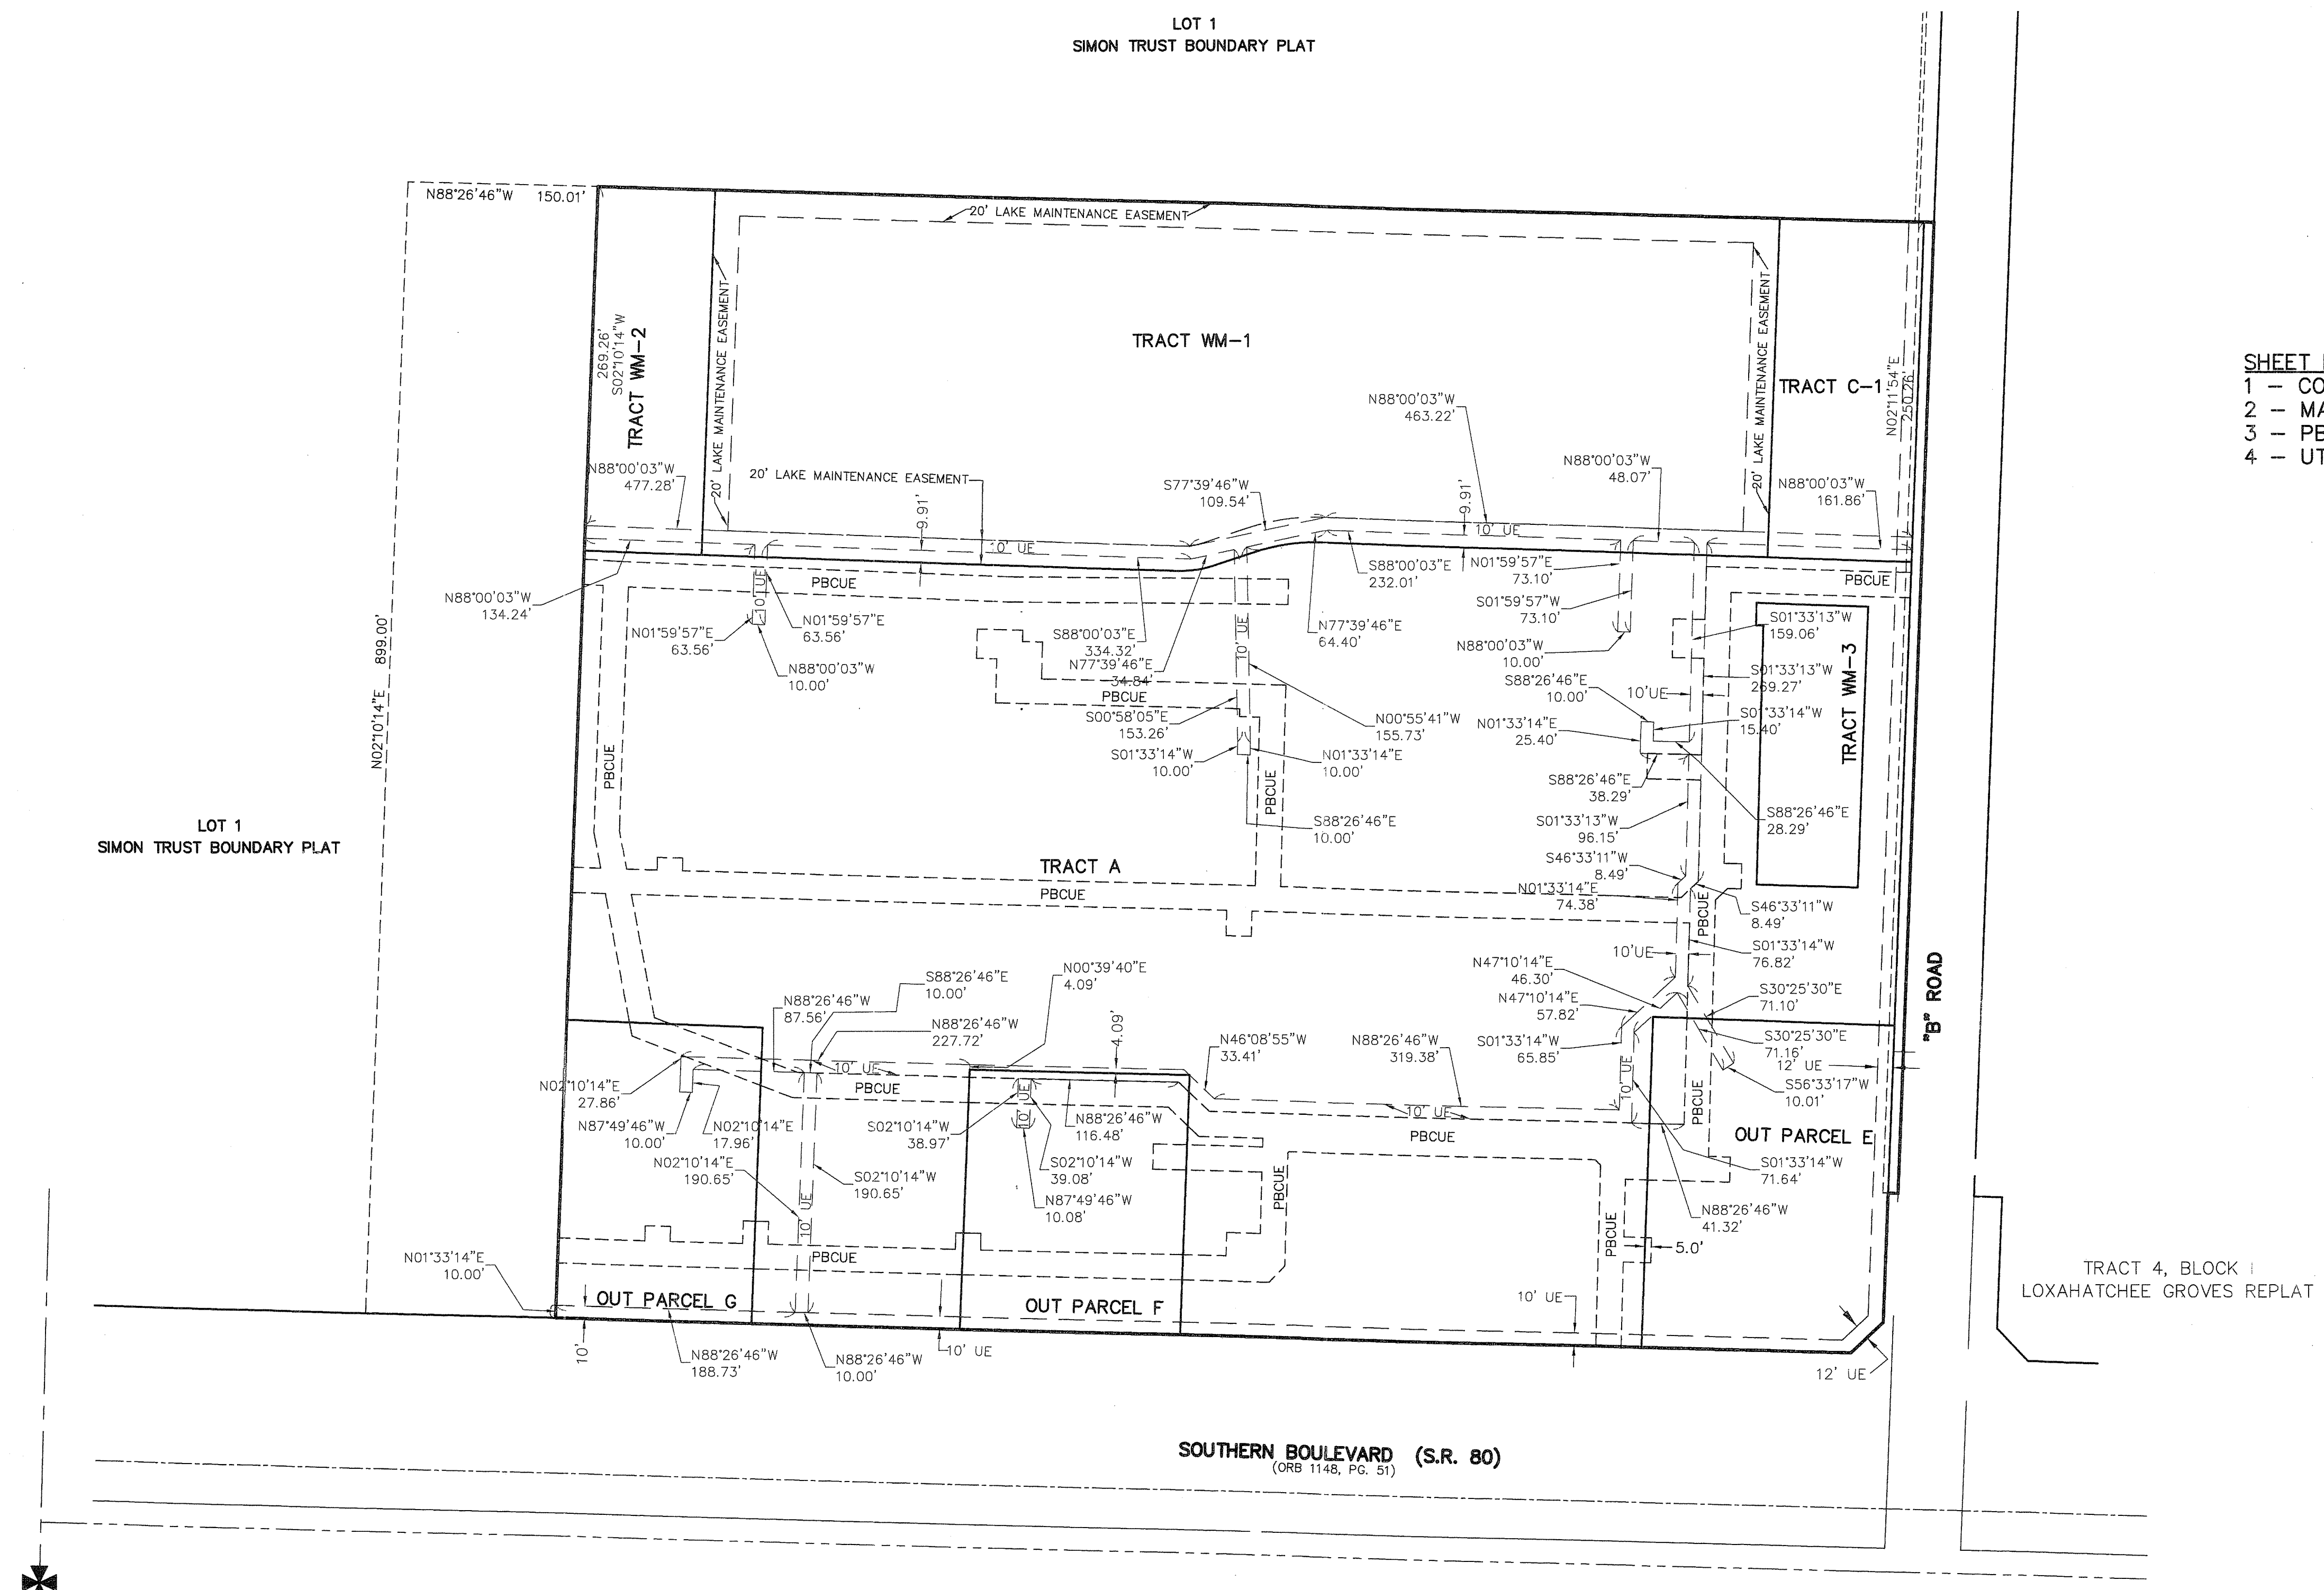 LOT 1
SIMON TRUST BOUNDARY PLAT
N88°26'46"W 150.01'
20' LAKE MAINTENANCE EASEMENT
269.26'
S02°10'14"W
TRACT WM-2
20' LAKE MAINTENANCE EASEMENT
TRACT WM-1
20' LAKE MAINTENANCE EASEMENT
TRACT C-1
N02°11'54"E
250.26'
SHEET
1 -
2 -
3 -
4 -
N88°00'03"W
463.22'
N88°00'03"W
477.28'
20' LAKE MAINTENANCE EASEMENT
9.91'
S77°39'46"W
109.54'
9.91'
N88°00'03"W
48.07'
N88°00'03"W
161.86'
10' UE
10' UE
PBCUE
PBCUE
N88°00'03"W
134.24'
10' UE
N01°59'57"E
63.56'
N01°59'57"E
63.56'
N88°00'03"W
10.00'
S88°00'03"E
334.32'
N77°39'46"E
34.84'
10' UE
N77°39'46"E
64.40'
S88°00'03"E
232.01'
N01°59'57"E
73.10'
S01°59'57"W
73.10'
N88°00'03"W
10.00'
S01°33'13"W
159.06'
S01°33'13"W
269.27'
TRACT WM-3
N02°10'14"E 899.00'
PBCUE
PBCUE
S00°58'05"E
153.26'
S01°33'14"W
10.00'
N00°55'41"W
155.73'
N01°33'14"E
10.00'
S88°26'46"E
10.00'
PBCUE
S88°26'46"E
10.00'
10'UE
N01°33'14"E
25.40'
S01°33'14"W
15.40'
S88°26'46"E
38.29'
S88°26'46"E
28.29'
S01°33'13"W
96.15'
S46°33'11"W
8.49'
N01°33'14"E
74.38'
S46°33'11"W
8.49'
PBCUE
LOT 1
SIMON TRUST BOUNDARY PLAT
TRACT A
PBCUE
10'UE
S01°33'14"W
76.82'
"B" ROAD
N47°10'14"E
46.30'
N47°10'14"E
57.82'
S30°25'30"E
71.10'
S30°25'30"E
71.16'
12' UE
S56°33'17"W
10.01'
S88°26'46"E
10.00'
N88°26'46"W
87.56'
N88°26'46"W
227.72'
N00°39'40"E
4.09'
4.09'
N46°08'55"W
33.41'
N88°26'46"W
319.38'
S01°33'14"W
65.85'
10' UE
PBCUE
10' UE
PBCUE
10' UE
PBCUE
N02°10'14"E
27.86'
N87°49'46"W
10.00'
N02°10'14"E
17.96'
N02°10'14"E
190.65'
S02°10'14"W
190.65'
10' UE
10' UE
10' UE
S02°10'14"W
38.97'
N88°26'46"W
116.48'
S02°10'14"W
39.08'
N87°49'46"W
10.08'
OUT PARCEL E
S01°33'14"W
71.64'
N88°26'46"W
41.32'
5.0'
PBCUE
PBCUE
PBCUE
N01°33'14"E
10.00'
OUT PARCEL G
OUT PARCEL F
10' UE
10'
N88°26'46"W
188.73'
N88°26'46"W
10.00'
10' UE
12' UE
TRACT 4, BLOCK I
LOXAHATCHEE GROVES REPLAT
SOUTHERN BOULEVARD (S.R. 80)
(ORB 1148, PG. 51)